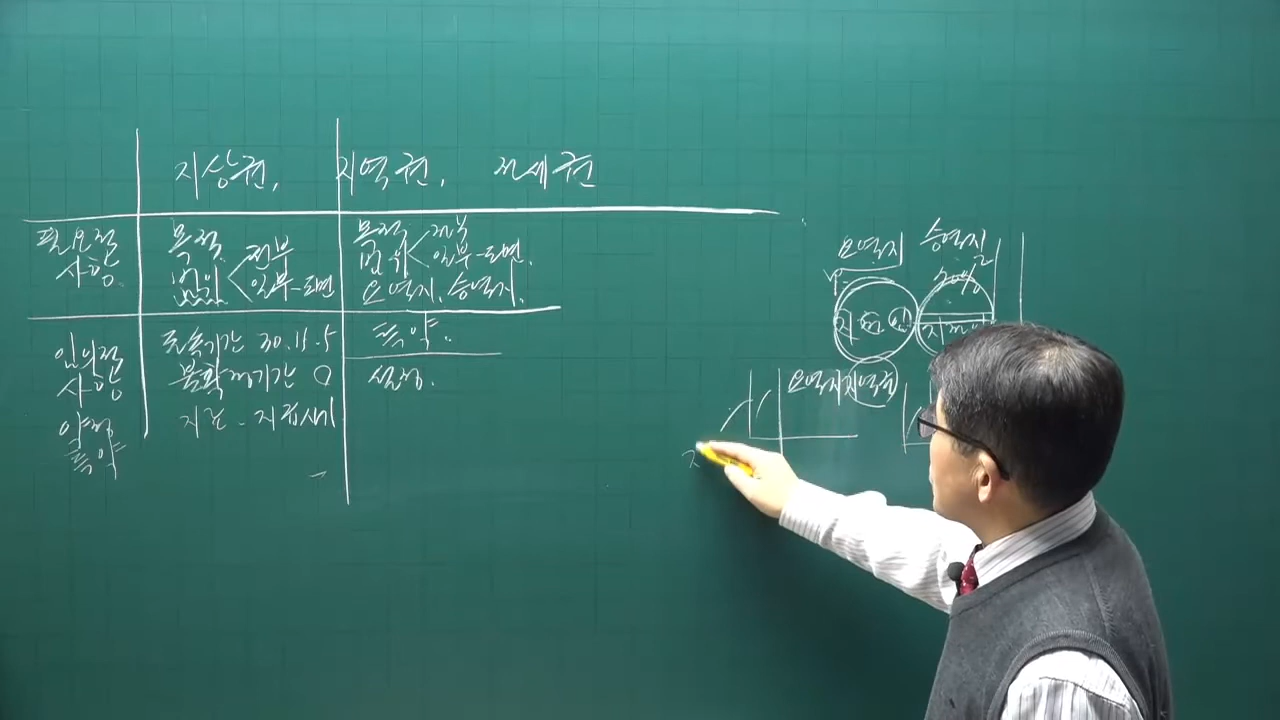 지상권, 지역권, 전세권
필요적 사항
목적 범위 전부 일부-도면
목적 범위 전부 일부-도면.
요역지. 승역지.
임의적 사항
약정 특약
존속기간 30.15.5
불확정기간 O
지료
특약.
설정.
요역지 승역지
요역지지역권